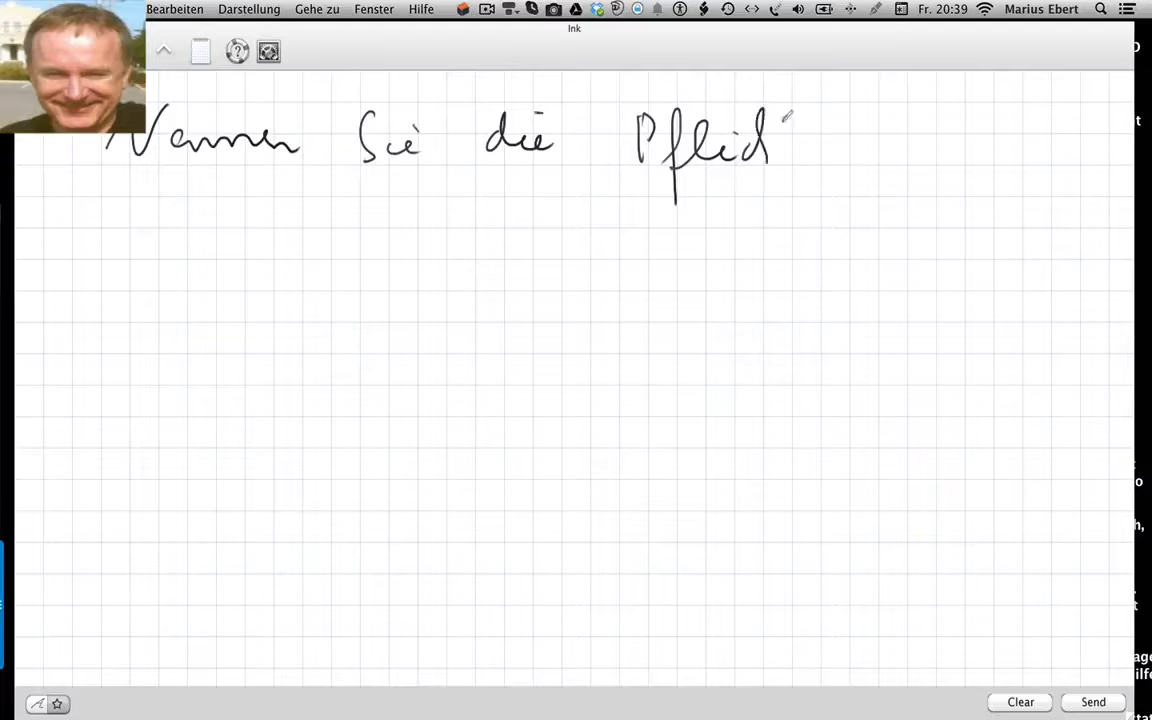 Bearbeiten Darstellung Gehe zu Fenster Hilfe Fr. 20:39 Marius Ebert
Ink
Nennen Sie die Pflich
Clear Send